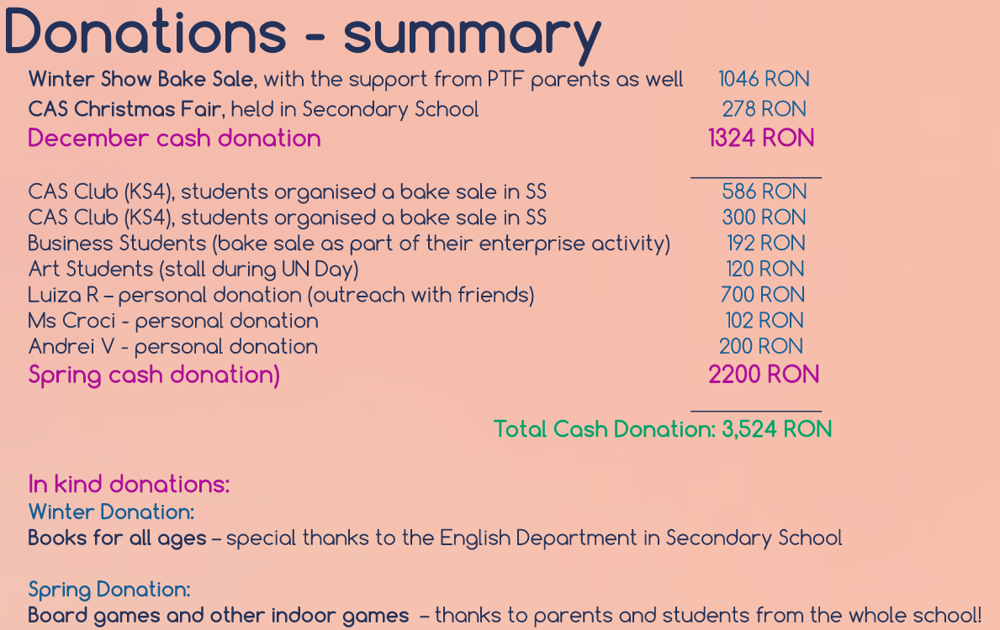 Donations - summary
Winter Show Bake Sale, with the support from PTF parents as well 1046 RON
CAS Christmas Fair, held in Secondary School 278 RON
December cash donation 1324 RON
CAS Club (KS4), students organised a bake sale in SS 586 RON
CAS Club (KS4), students organised a bake sale in SS 300 RON
Business Students (bake sale as part of their enterprise activity) 192 RON
Art Students (stall during UN Day) 120 RON
Luiza R – personal donation (outreach with friends) 700 RON
Ms Croci - personal donation 102 RON
Andrei V - personal donation 200 RON
Spring cash donation) 2200 RON
Total Cash Donation: 3,524 RON
In kind donations:
Winter Donation:
Books for all ages – special thanks to the English Department in Secondary School
Spring Donation:
Board games and other indoor games – thanks to parents and students from the whole school!